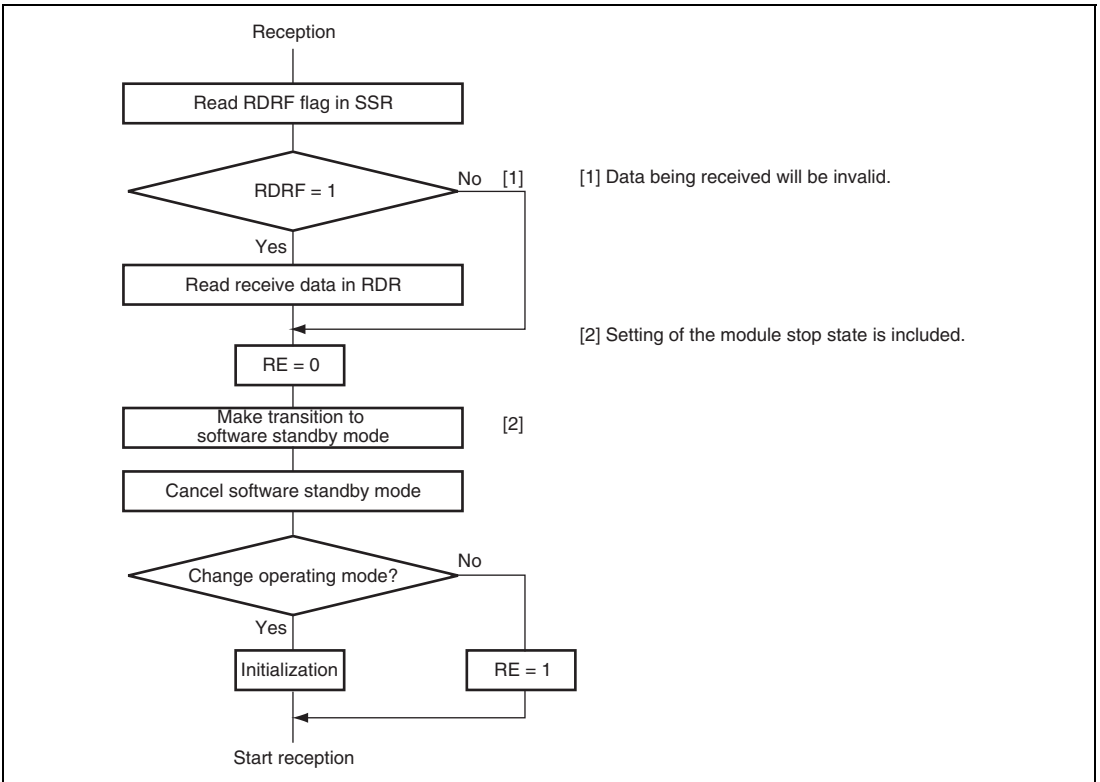 Reception
Read RDRF flag in SSR
RDRF = 1
No [1]
[1] Data being received will be invalid.
Yes
Read receive data in RDR
[2] Setting of the module stop state is included.
RE = 0
Make transition to
software standby mode
[2]
Cancel software standby mode
Change operating mode?
No
Yes
Initialization
RE = 1
Start reception